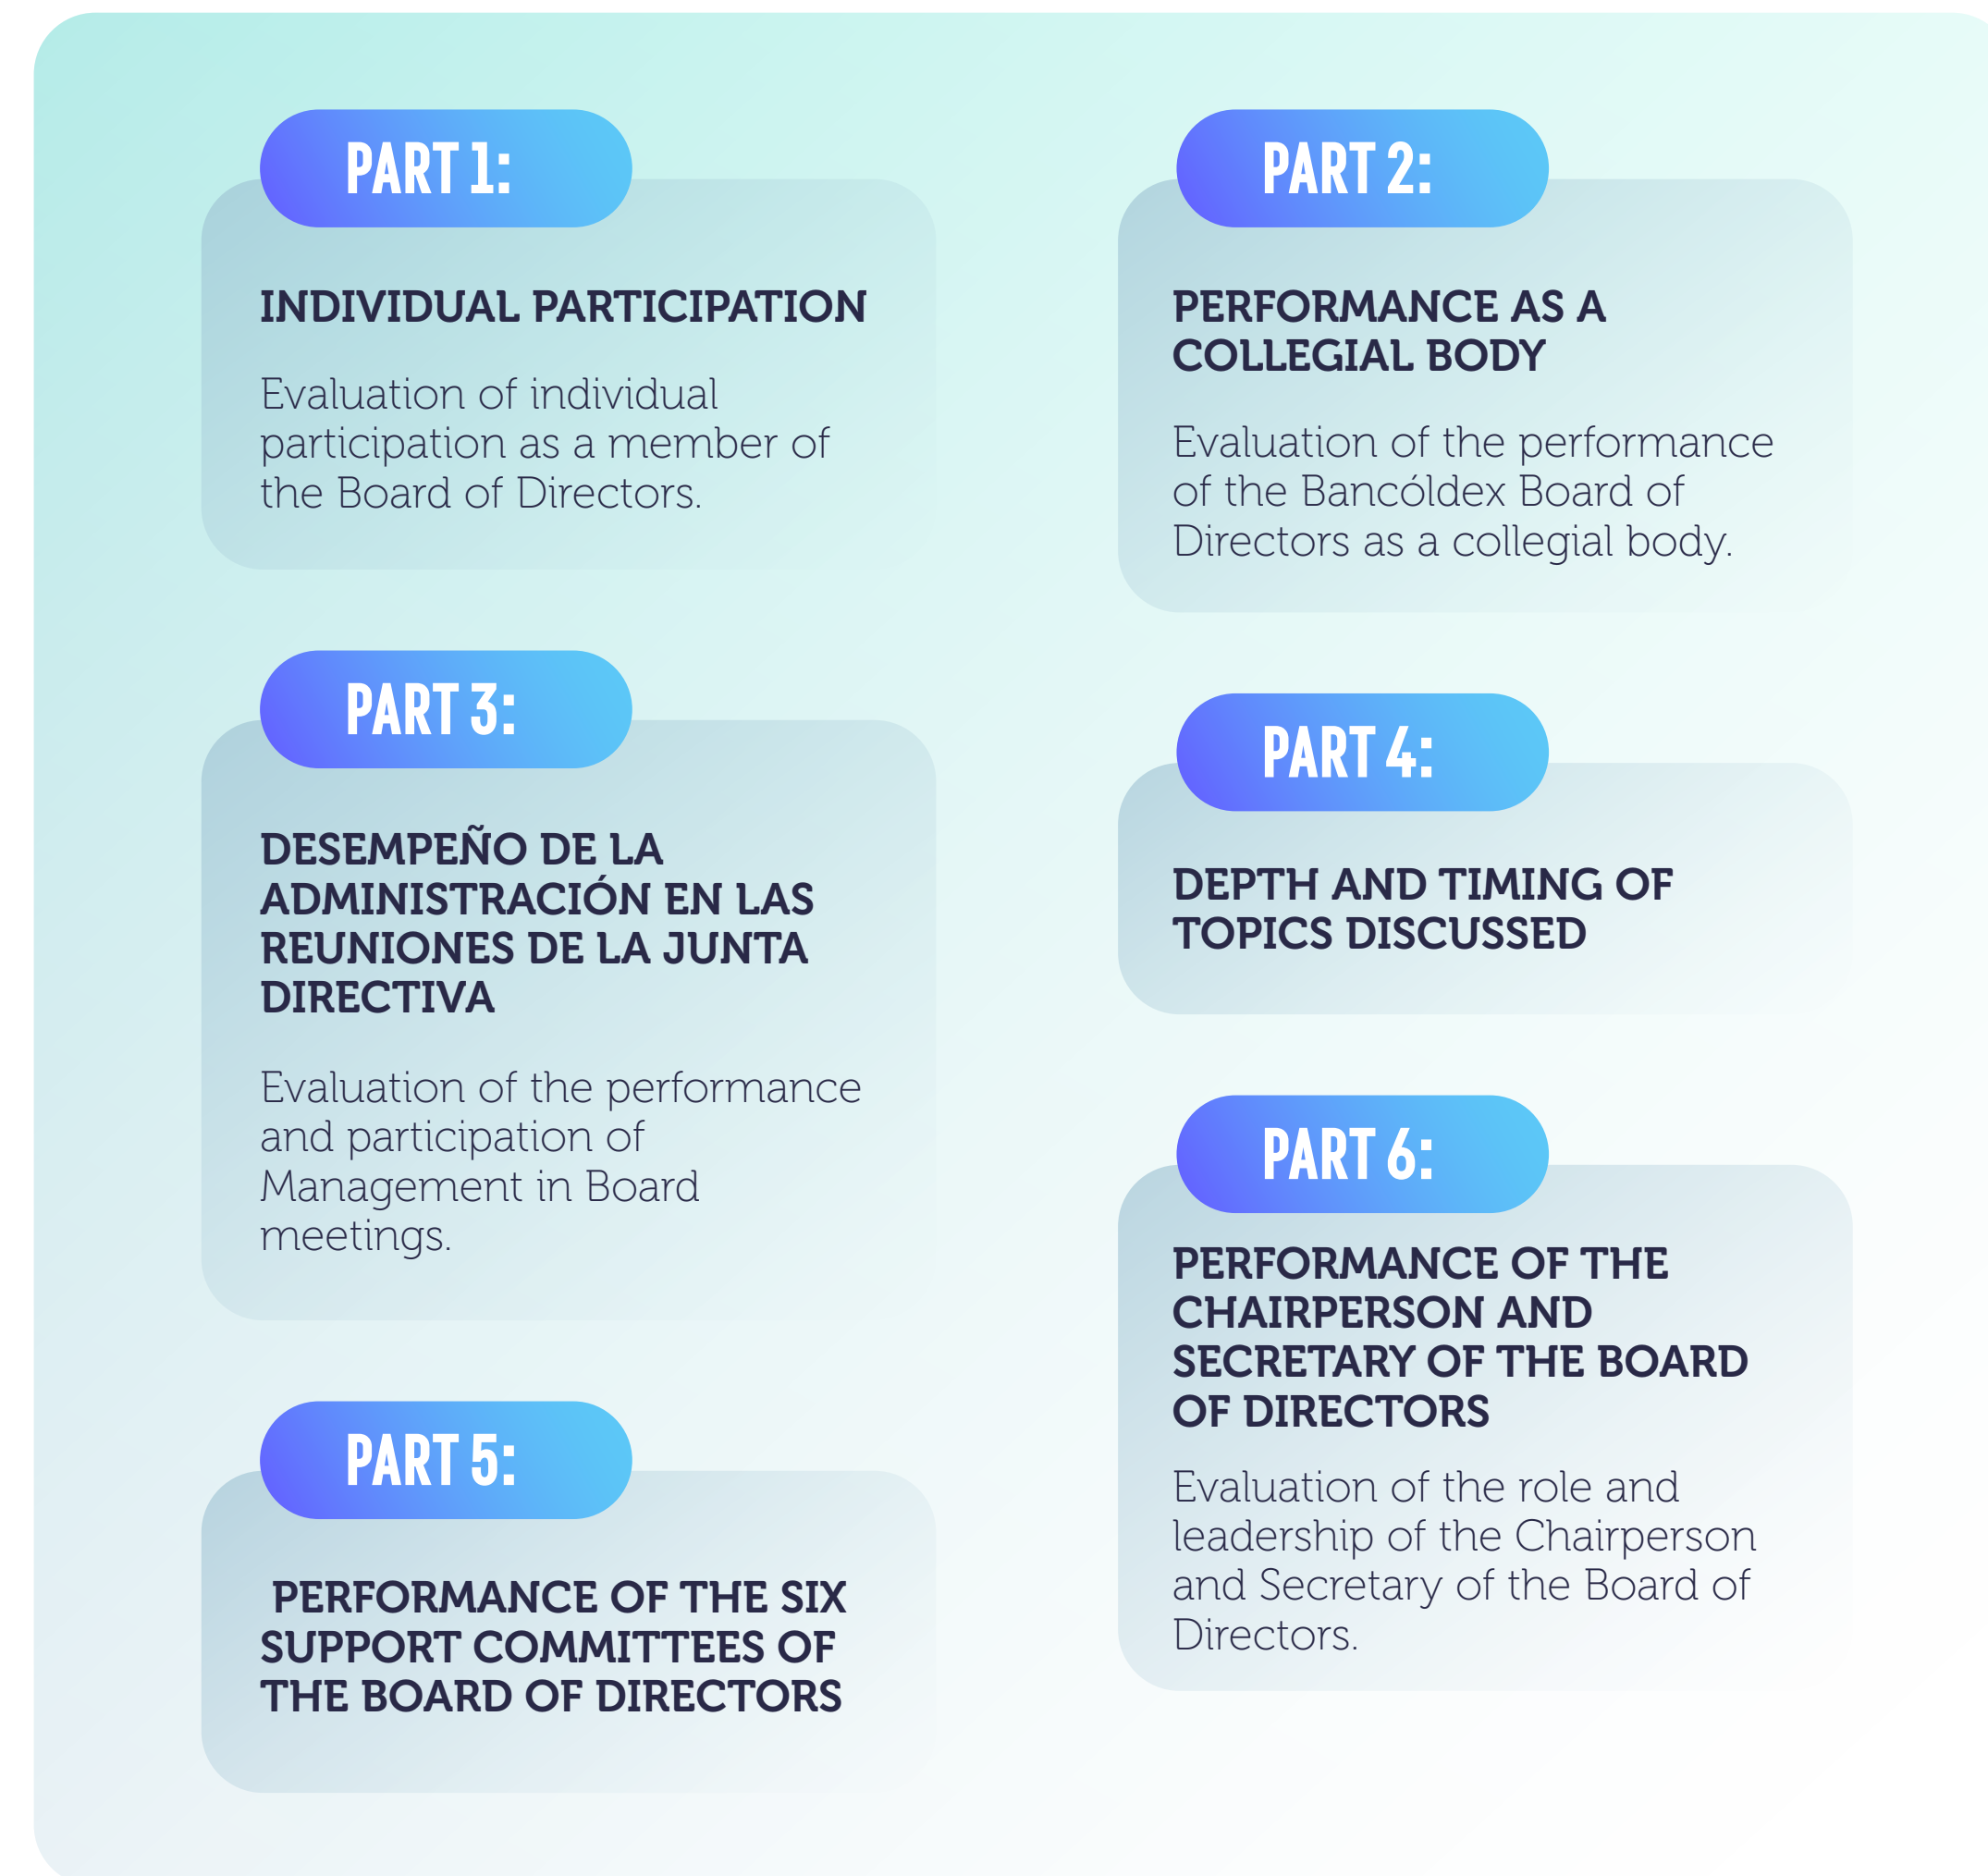 PART 1:
INDIVIDUAL PARTICIPATION
Evaluation of individual
participation as a member of
the Board of Directors.
PART 2:
PERFORMANCE AS A
COLLEGIAL BODY
Evaluation of the performance
of the Bancóldex Board of
Directors as a collegial body.
PART 3:
DESEMPEÑO DE LA
ADMINISTRACIÓN EN LAS
REUNIONES DE LA JUNTA
DIRECTIVA
Evaluation of the performance
and participation of
Management in Board
meetings.
PART 4:
DEPTH AND TIMING OF
TOPICS DISCUSSED
PART 5:
PERFORMANCE OF THE SIX
SUPPORT COMMITTEES OF
THE BOARD OF DIRECTORS
PART 6:
PERFORMANCE OF THE
CHAIRPERSON AND
SECRETARY OF THE BOARD
OF DIRECTORS
Evaluation of the role and
leadership of the Chairperson
and Secretary of the Board of
Directors.